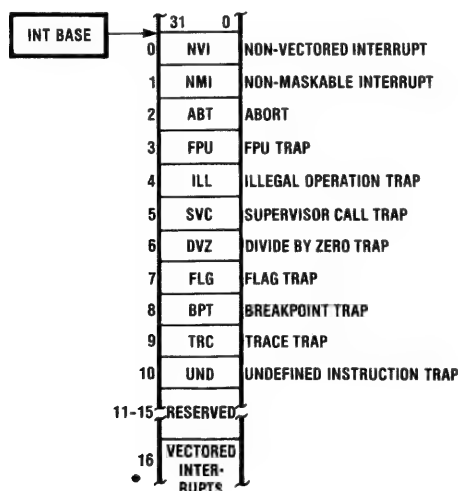 31 0
INT BASE
0 NVI NON-VECTORED INTERRUPT
1 NMI NON-MASKABLE INTERRUPT
2 ABT ABORT
3 FPU FPU TRAP
4 ILL ILLEGAL OPERATION TRAP
5 SVC SUPERVISOR CALL TRAP
6 DVZ DIVIDE BY ZERO TRAP
7 FLG FLAG TRAP
8 BPT BREAKPOINT TRAP
9 TRC TRACE TRAP
10 UND UNDEFINED INSTRUCTION TRAP
11-15 RESERVED
16 VECTORED
INTER-
RUPTS